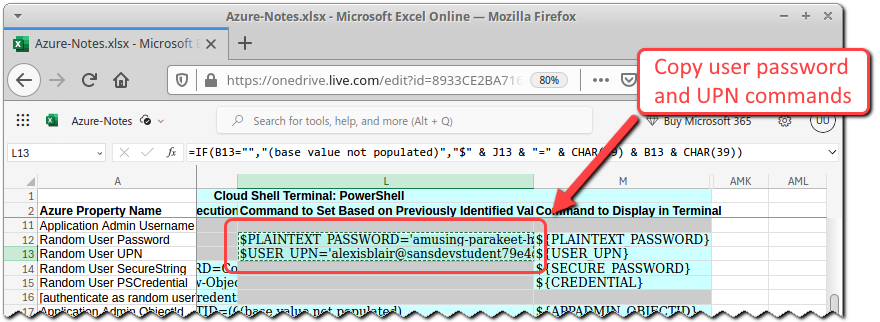 Azure-Notes.xlsx - Microsoft Excel Online — Mozilla Firefox
Azure-Notes.xlsx - Microsoft E
https://onedrive.live.com/edit?id=8933CE2BA716
80%
Copy user password
and UPN commands
Azure-Notes
Search for tools, help, and more (Alt + Q)
Buy Microsoft 365
L13
fx
=IF(B13="","(base value not populated)","$" & J13 & "=" & CHAR(39) & B13 & CHAR(39))
A L M AMK AML
1 Cloud Shell Terminal: PowerShell
2 Azure Property Name ecution Command to Set Based on Previously Identified Val Command to Display in Terminal
11 Application Admin Username
12 Random User Password $PLAINTEXT_PASSWORD='amusing-parakeet-h ${PLAINTEXT_PASSWORD}
13 Random User UPN $USER_UPN='alexisblair@sansdevstudent79e4 ${USER_UPN}
14 Random User SecureString RD=Co ${SECURE_PASSWORD}
15 Random User PSCredential w-Objec ${CREDENTIAL}
16 [authenticate as random user redent
17 Application Admin ObjectId TID=( (base value not populated) ${APPADMIN_OBJECTID}